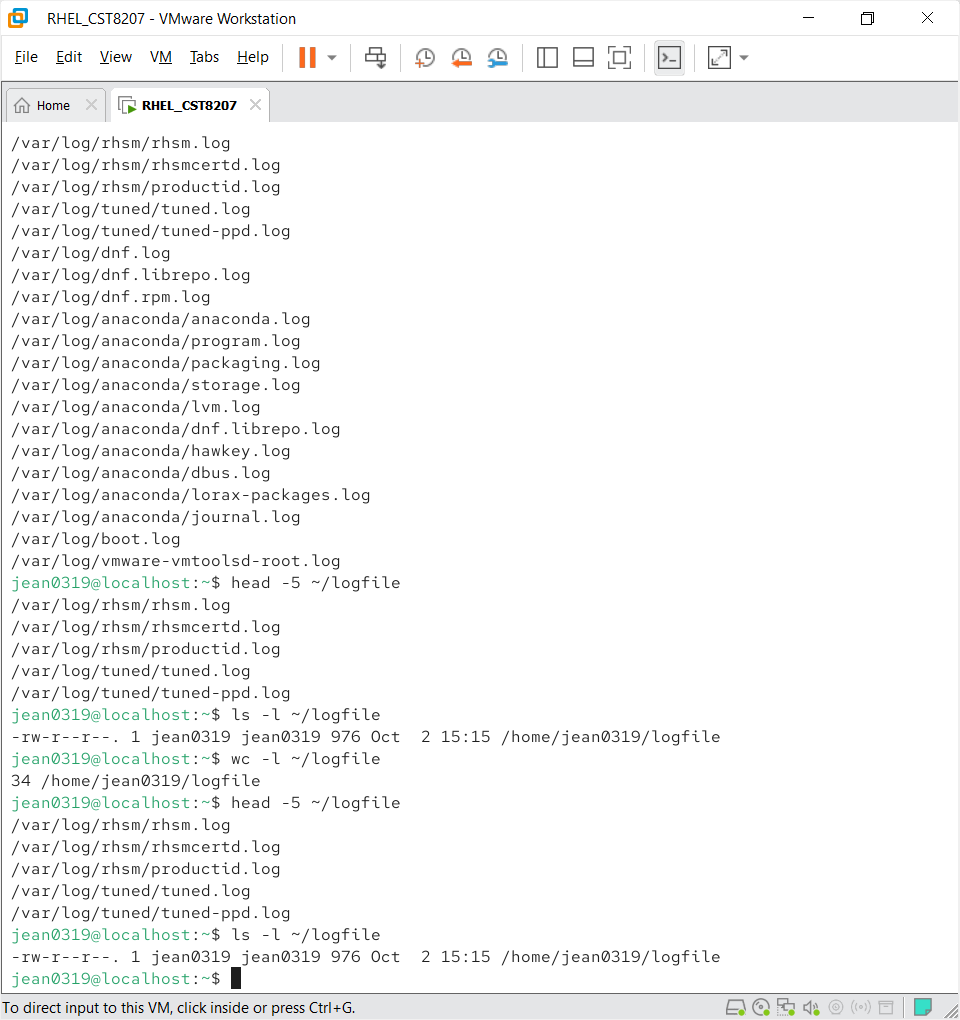 RHEL_CST8207 - VMware Workstation
File Edit View VM Tabs Help
Home RHEL_CST8207
/var/log/rhsm/rhsm.log
/var/log/rhsm/rhsmcertd.log
/var/log/rhsm/productid.log
/var/log/tuned/tuned.log
/var/log/tuned/tuned-ppd.log
/var/log/dnf.log
/var/log/dnf.librepo.log
/var/log/dnf.rpm.log
/var/log/anaconda/anaconda.log
/var/log/anaconda/program.log
/var/log/anaconda/packaging.log
/var/log/anaconda/storage.log
/var/log/anaconda/lvm.log
/var/log/anaconda/dnf.librepo.log
/var/log/anaconda/hawkey.log
/var/log/anaconda/dbus.log
/var/log/anaconda/lorax-packages.log
/var/log/anaconda/journal.log
/var/log/boot.log
/var/log/vmware-vmtoolsd-root.log
jean0319@localhost:~$ head -5 ~/logfile
/var/log/rhsm/rhsm.log
/var/log/rhsm/rhsmcertd.log
/var/log/rhsm/productid.log
/var/log/tuned/tuned.log
/var/log/tuned/tuned-ppd.log
jean0319@localhost:~$ ls -l ~/logfile
-rw-r--r--. 1 jean0319 jean0319 976 Oct  2 15:15 /home/jean0319/logfile
jean0319@localhost:~$ wc -l ~/logfile
34 /home/jean0319/logfile
jean0319@localhost:~$ head -5 ~/logfile
/var/log/rhsm/rhsm.log
/var/log/rhsm/rhsmcertd.log
/var/log/rhsm/productid.log
/var/log/tuned/tuned.log
/var/log/tuned/tuned-ppd.log
jean0319@localhost:~$ ls -l ~/logfile
-rw-r--r--. 1 jean0319 jean0319 976 Oct  2 15:15 /home/jean0319/logfile
jean0319@localhost:~$
To direct input to this VM, click inside or press Ctrl+G.